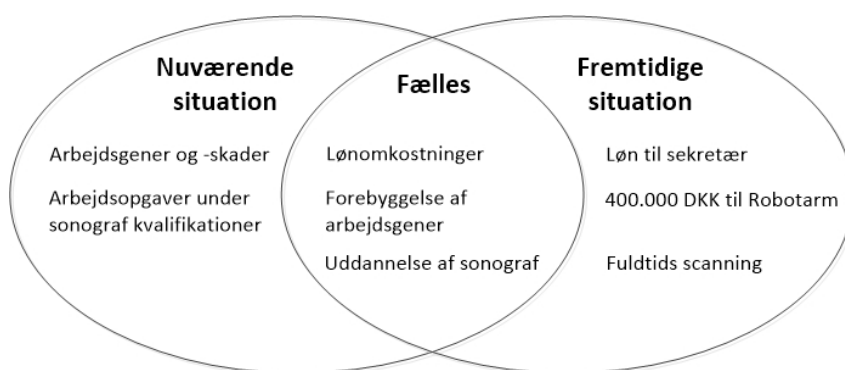 Nuværende
situation
Arbejdsgener og -skader
Arbejdsopgaver under
sonograf kvalifikationer
Fælles
Lønomkostninger
Forebyggelse af
arbejdsgener
Uddannelse af sonograf
Fremtidige
situation
Løn til sekretær
400.000 DKK til Robotarm
Fuldtids scanning